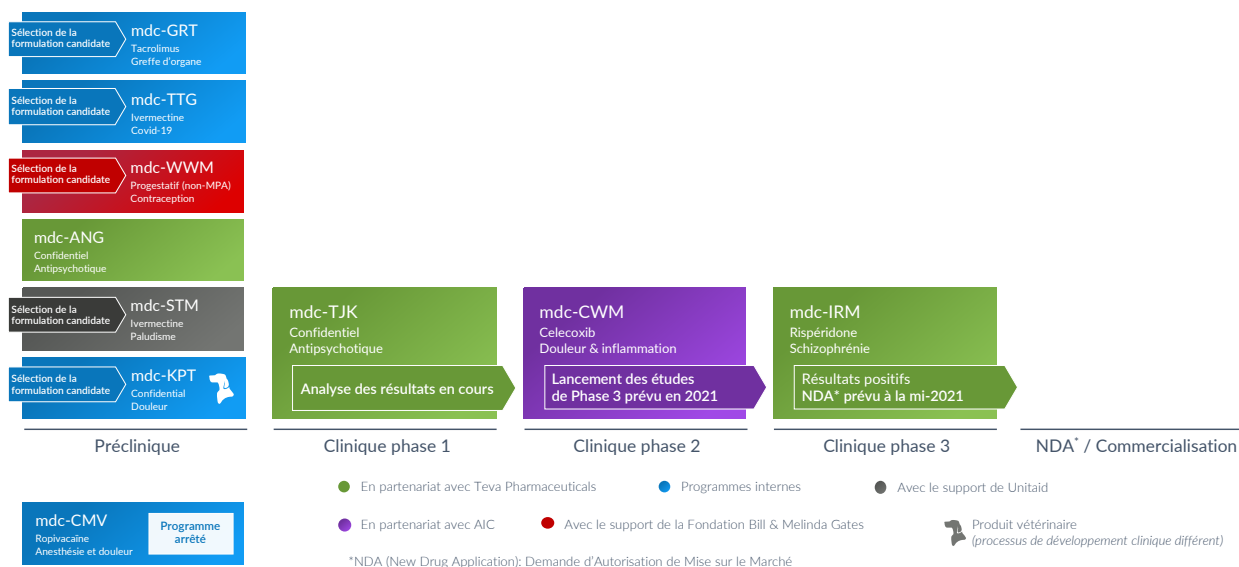 Sélection de la
formulation candidate
mdc-GRT
Tacrolimus
Greffe d'organe
Sélection de la
formulation candidate
mdc-TTG
Ivermectine
Covid-19
Sélection de la
formulation candidate
mdc-WWM
Progestatif (non-MPA)
Contraception
mdc-ANG
Confidentiel
Antipsychotique
Sélection de la
formulation candidate
mdc-STM
Ivermectine
Paludisme
Sélection de la
formulation candidate
mdc-KPT
Confidential
Douleur
mdc-TJK
Confidentiel
Antipsychotique
Analyse des résultats en cours
mdc-CWM
Celecoxib
Douleur & inflammation
Lancement des études
de Phase 3 prévu en 2021
mdc-IRM
Rispéridone
Schizophrénie
Résultats positifs
NDA* prévu à la mi-2021
Préclinique
Clinique phase 1
Clinique phase 2
Clinique phase 3
NDA* / Commercialisation
En partenariat avec Teva Pharmaceuticals
Programmes internes
Avec le support de Unitaid
En partenariat avec AIC
Avec le support de la Fondation Bill & Melinda Gates
Produit vétérinaire
(processus de développement clinique différent)
mdc-CMV
Ropivacaïne
Anesthésie et douleur
Programme
arrêté
*NDA (New Drug Application): Demande d'Autorisation de Mise sur le Marché